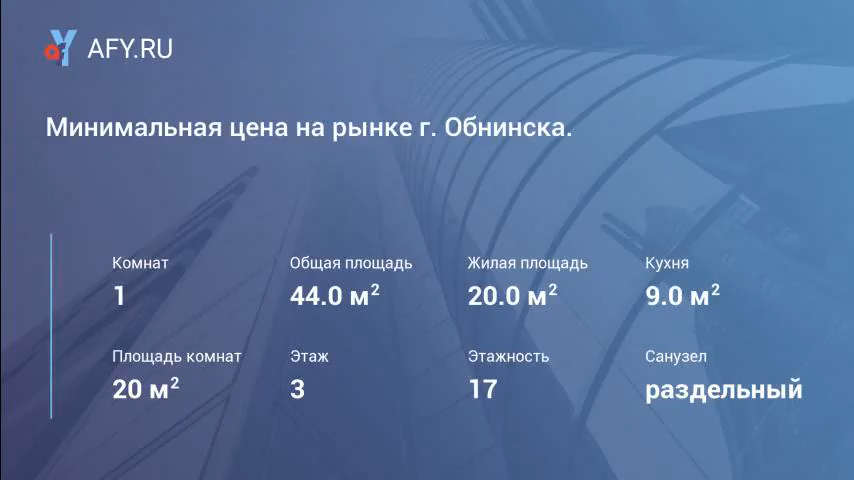 AFY.RU
Минимальная цена на рынке г. Обнинска.
Комнат
1
Общая площадь
44.0 м²
Жилая площадь
20.0 м²
Кухня
9.0 м²
Площадь комнат
20 м²
Этаж
3
Этажность
17
Санузел
раздельный